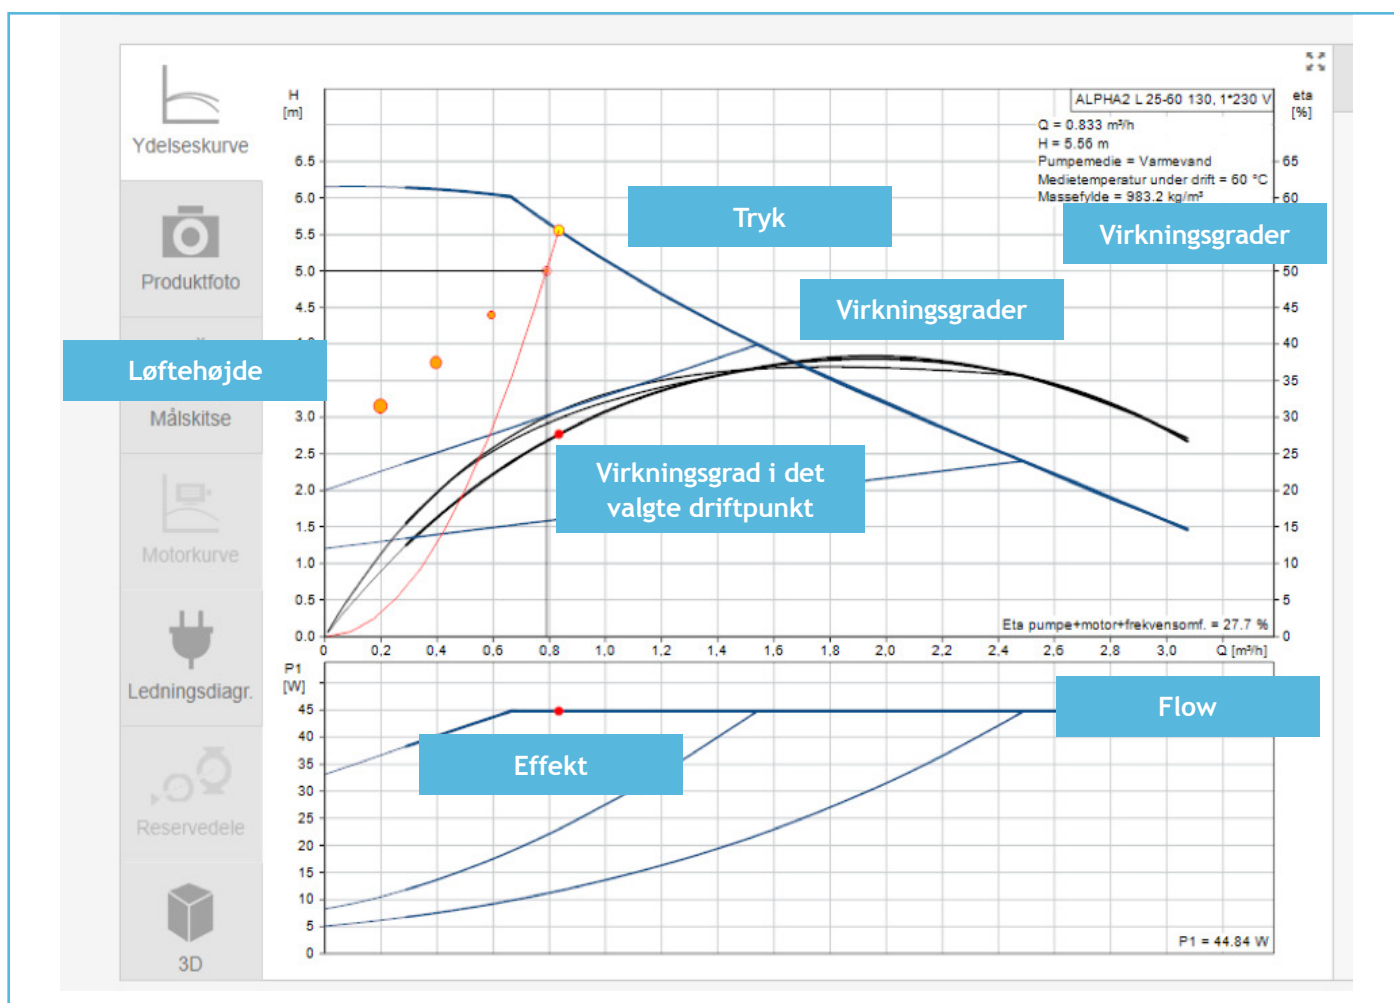 Ydelseskurve
Produktfoto
Løftehøjde
Målskitse
Motorkurve
Ledningsdiagr.
Reservedele
3D
H
[m]
ALPHA2 L 25-60 130, 1*230 V
eta
[%]
Q = 0.833 m³/h
H = 5.56 m
Pumpemedie = Varmevand
Medietemperatur under drift = 60 °C
Massefylde = 983.2 kg/m³
6.5
6.0
5.5
5.0
4.5
3.0
2.5
2.0
1.5
1.0
0.5
0.0
65
60
50
45
40
35
30
25
20
15
10
5
0
Tryk
Virkningsgrader
Virkningsgrader
Virkningsgrad i det
valgte driftpunkt
Eta pumpe+motor+frekvensomf. = 27.7 %
0 0,2 0,4 0,6 0,8 1,0 1,2 1,4 1,6 1,8 2,0 2,2 2,4 2,6 2,8 3,0 Q [m³/h]
P1
[W]
45
40
35
30
25
20
15
10
5
0
Flow
Effekt
P1 = 44.84 W